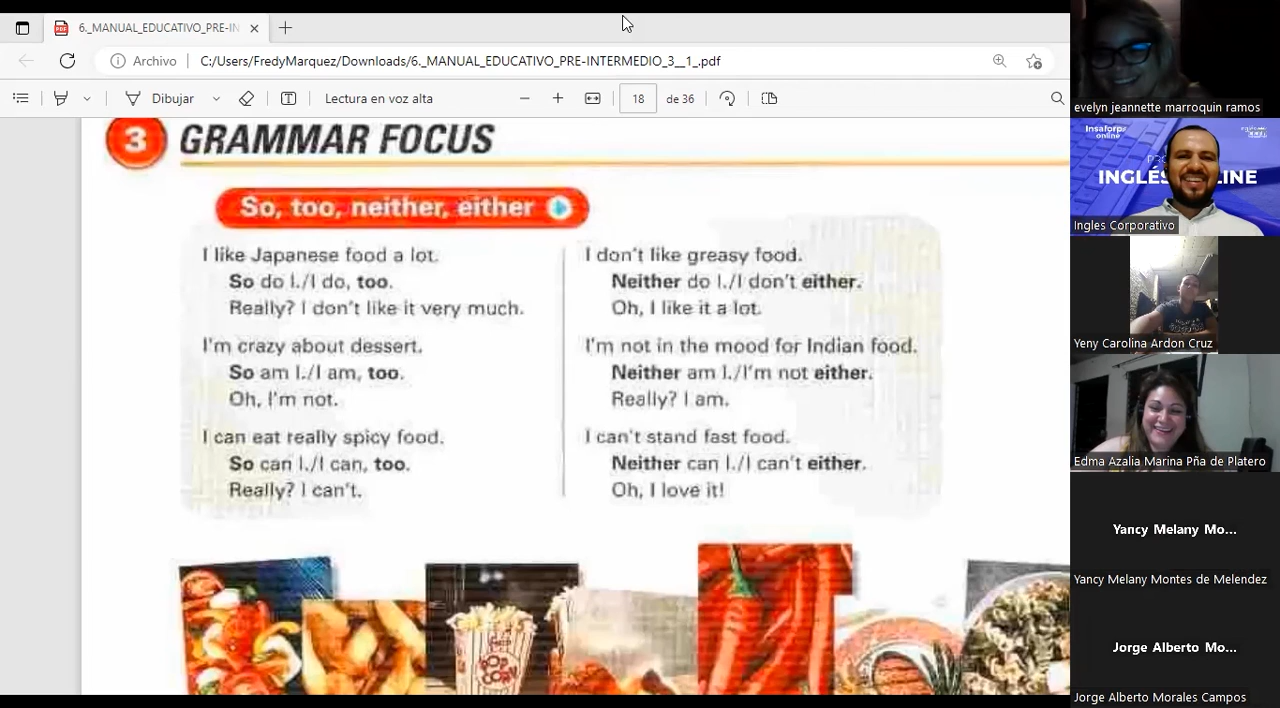 6._MANUAL_EDUCATIVO_PRE-IN
Archivo
C:/Users/FredyMarquez/Downloads/6._MANUAL_EDUCATIVO_PRE-INTERMEDIO_3__1_.pdf
Dibujar
Lectura en voz alta
18
de 36
3 GRAMMAR FOCUS
So, too, neither, either
I like Japanese food a lot.
So do I./I do, too.
Really? I don't like it very much.
I'm crazy about dessert.
So am I./I am, too.
Oh, I'm not.
I can eat really spicy food.
So can I./I can, too.
Really? I can't.
I don't like greasy food.
Neither do I./I don't either.
Oh, I like it a lot.
I'm not in the mood for Indian food.
Neither am I./I'm not either.
Really? I am.
I can't stand fast food.
Neither can I./I can't either.
Oh, I love it!
POP
CORN
evelyn jeannette marroquin ramos
Insaforp
online
INGLÉS
LINE
Ingles Corporativo
Yeny Carolina Ardon Cruz
Edma Azalia Marina Pña de Platero
Yancy Melany Mo...
Yancy Melany Montes de Melendez
Jorge Alberto Mo...
Jorge Alberto Morales Campos